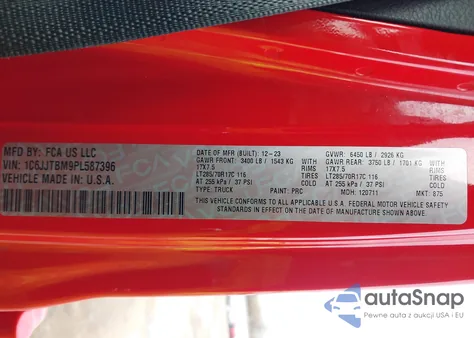 MFD BY: FCA US LLC
VIN: 1C6JJTBM9PL587396
VEHICLE MADE IN: U.S.A.
DATE OF MFR (BUILT): 12-23
GVWR: 6450 LB / 2926 KG
GAWR FRONT: 3400 LB / 1543 KG
GAWR REAR: 3750 LB / 1701 KG
17X7.5
RIMS
17X7.5
RIMS
LT285/70R17C 116
TIRES
LT285/70R17C 116
TIRES
AT 255 kPa / 37 PSI
COLD
AT 255 kPa / 37 PSI
COLD
TYPE: TRUCK
PAINT: PRC
MDH: 120711
MKT: 875
THIS VEHICLE CONFORMS TO ALL APPLICABLE U.S.A. FEDERAL MOTOR VEHICLE SAFETY
STANDARDS IN EFFECT ON THE DATE OF MANUFACTURE SHOWN ABOVE.
autoSnap
Pewne auta z aukcji USA i EU